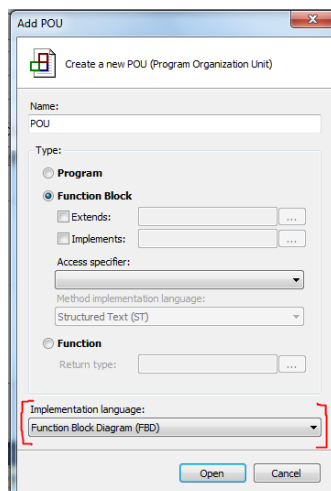 Add POU
Create a new POU (Program Organization Unit)
Name:
POU
Type:
Program
Function Block
Extends:
...
Implements:
...
Access specifier:
Method implementation language:
Structured Text (ST)
Function
Return type:
...
Implementation language:
Function Block Diagram (FBD)
Open Cancel